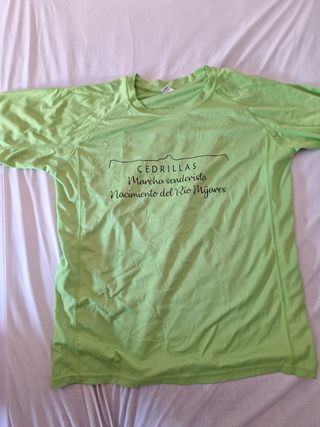 CEDRILLAS
Marcha senderista
Nacimiento del Río Mijares